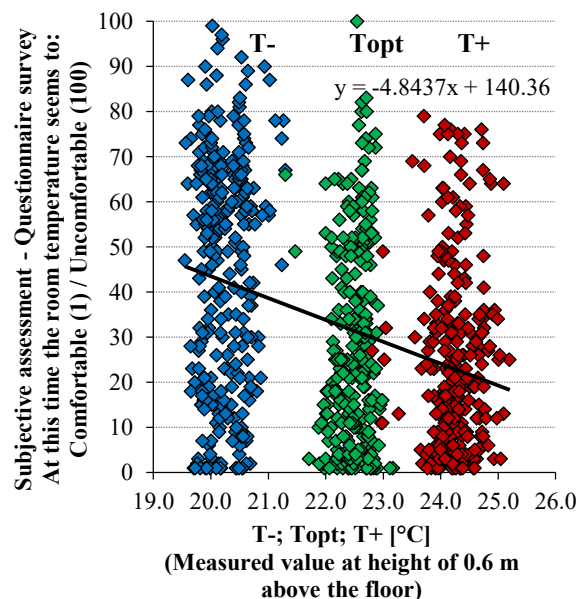 Subjective assessment - Questionnaire survey
At this time the room temperature seems to:
Comfortable (1) / Uncomfortable (100)
100
90
80
70
60
50
40
30
20
10
0
T- Topt T+
y = -4.8437x + 140.36
19.0 20.0 21.0 22.0 23.0 24.0 25.0 26.0
T-; Topt; T+ [°C]
(Measured value at height of 0.6 m
above the floor)